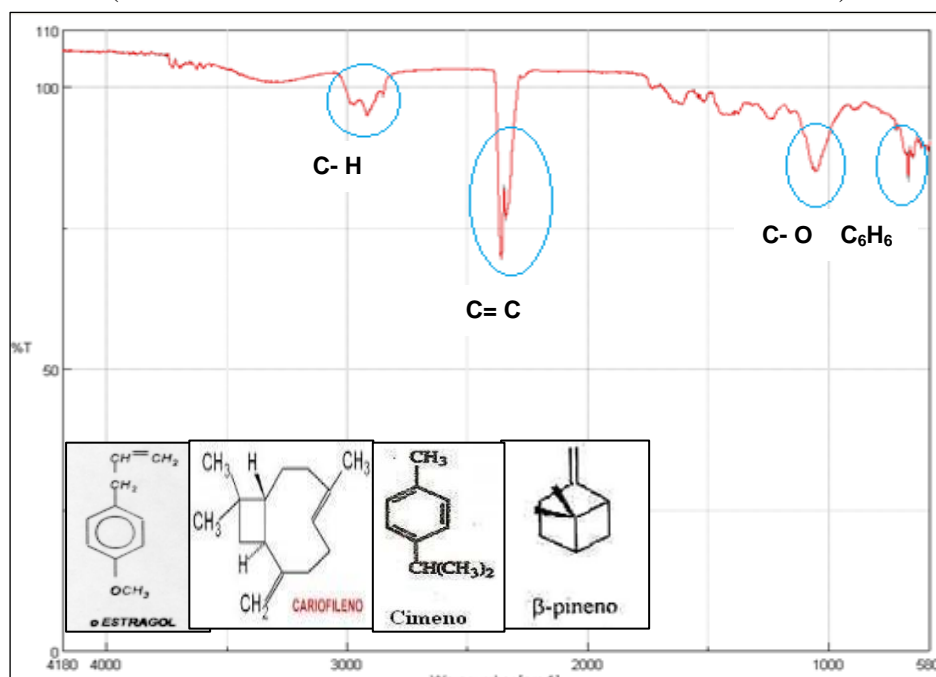 110
100
C- H
C- O
C₆H₆
C= C
%T
50
CH=CH₂
CH₂
OCH₃
o ESTRAGOL
CH₃
H
CH₃
CH₃
H
CH₂
CARIOFILENO
CH₃
CH(CH₃)₂
Cimeno
β-pineno
0
4180
4000
3000
2000
1000
580